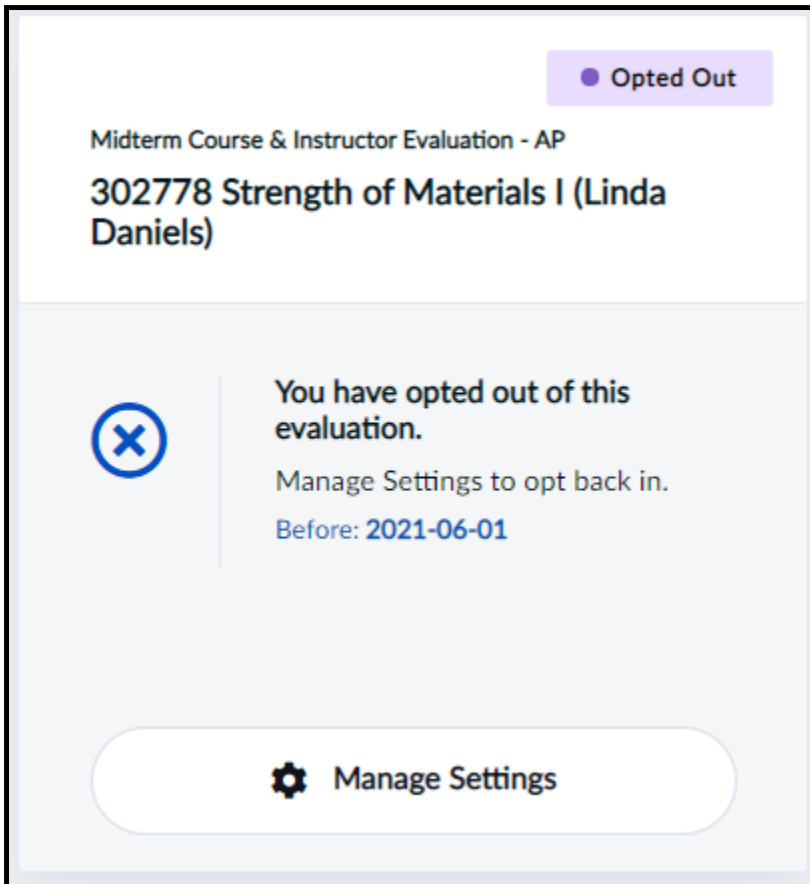 Opted Out
Midterm Course & Instructor Evaluation - AP
302778 Strength of Materials I (Linda
Daniels)
You have opted out of this
evaluation.
Manage Settings to opt back in.
Before: 2021-06-01
Manage Settings